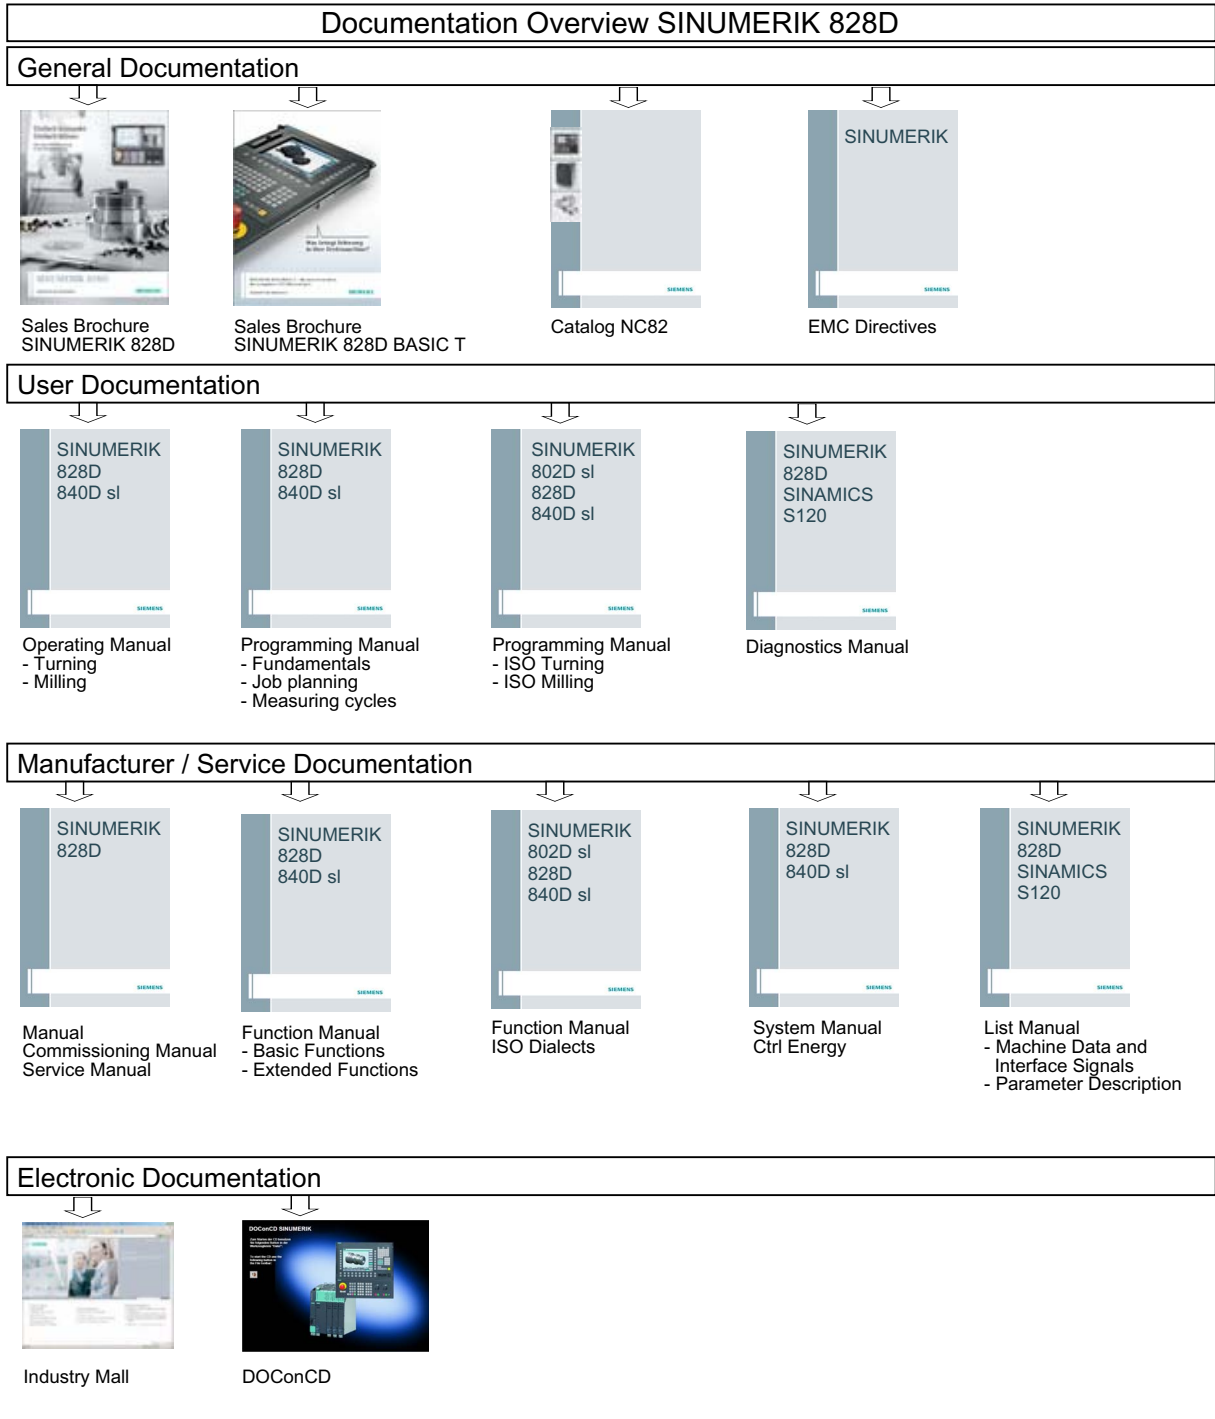 Documentation Overview SINUMERIK 828D
General Documentation
SINUMERIK
SIEMENS
SIEMENS
Sales Brochure
SINUMERIK 828D
Sales Brochure
SINUMERIK 828D BASIC T
Catalog NC82
EMC Directives
User Documentation
SINUMERIK
828D
840D sl
SIEMENS
SINUMERIK
828D
840D sl
SIEMENS
SINUMERIK
802D sl
828D
840D sl
SIEMENS
SINUMERIK
828D
SINAMICS
S120
SIEMENS
Operating Manual
- Turning
- Milling
Programming Manual
- Fundamentals
- Job planning
- Measuring cycles
Programming Manual
- ISO Turning
- ISO Milling
Diagnostics Manual
Manufacturer / Service Documentation
SINUMERIK
828D
SIEMENS
SINUMERIK
828D
840D sl
SIEMENS
SINUMERIK
802D sl
828D
840D sl
SIEMENS
SINUMERIK
828D
840D sl
SIEMENS
SINUMERIK
828D
SINAMICS
S120
SIEMENS
Manual
Commissioning Manual
Service Manual
Function Manual
- Basic Functions
- Extended Functions
Function Manual
ISO Dialects
System Manual
Ctrl Energy
List Manual
- Machine Data and
Interface Signals
- Parameter Description
Electronic Documentation
DOConCD SINUMERIK
Industry Mall
DOConCD